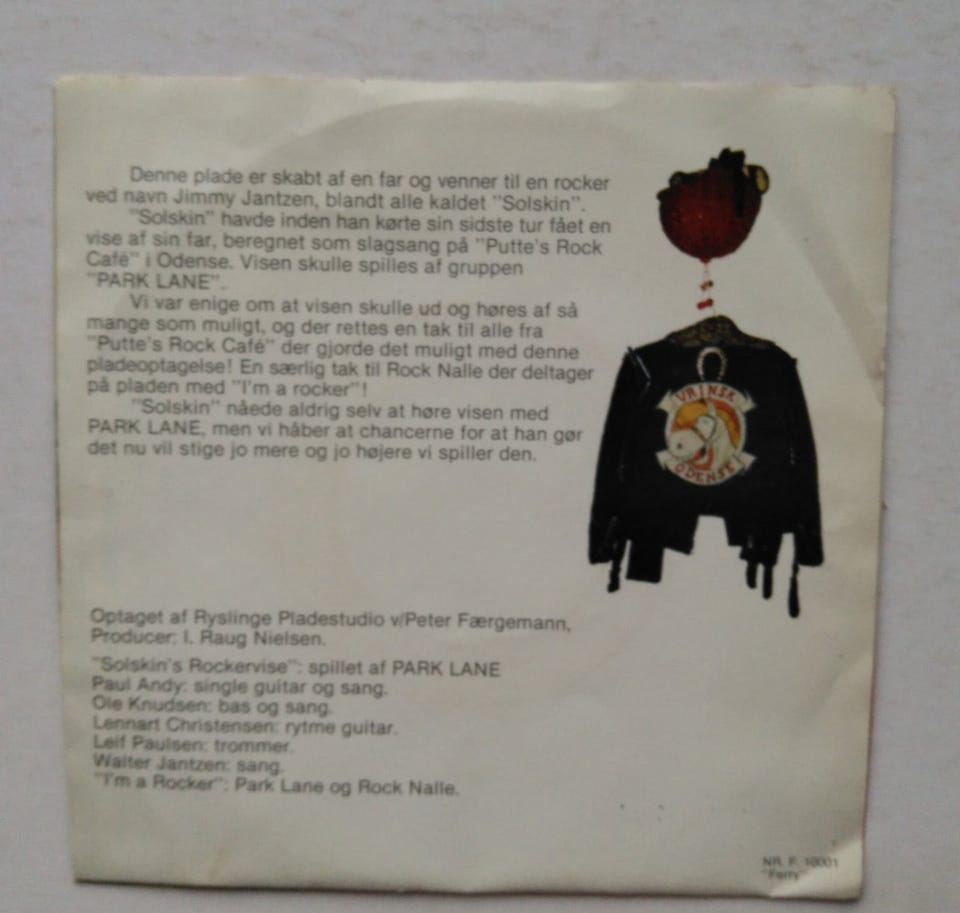 Denne plade er skabt af en far og venner til en rocker
ved navn Jimmy Jantzen, blandt alle kaldet "Solskin".
"Solskin" havde inden han kørte sin sidste tur fået en
vise af sin far, beregnet som slagsang på "Putte's Rock
Café" i Odense. Visen skulle spilles af gruppen
"PARK LANE".
Vi var enige om at visen skulle ud og høres af så
mange som muligt, og der rettes en tak til alle fra
"Putte's Rock Café" der gjorde det muligt med denne
pladeoptagelse! En særlig tak til Rock Nalle der deltager
på pladen med "I'm a rocker"!
"Solskin" nåede aldrig selv at høre visen med
PARK LANE, men vi håber at chancerne for at han gør
det nu vil stige jo mere og jo højere vi spiller den.
VRINSK
ODENSE
Optaget af Ryslinge Pladestudio v/Peter Færgemann,
Producer: I. Raug Nielsen.
"Solskin's Rockervise": spillet af PARK LANE
Paul Andy: single guitar og sang.
Ole Knudsen: bas og sang.
Lennart Christensen: rytme guitar.
Leif Paulsen: trommer.
Walter Jantzen: sang.
"I'm a Rocker": Park Lane og Rock Nalle.
NR. F. 10001
"Ferry"